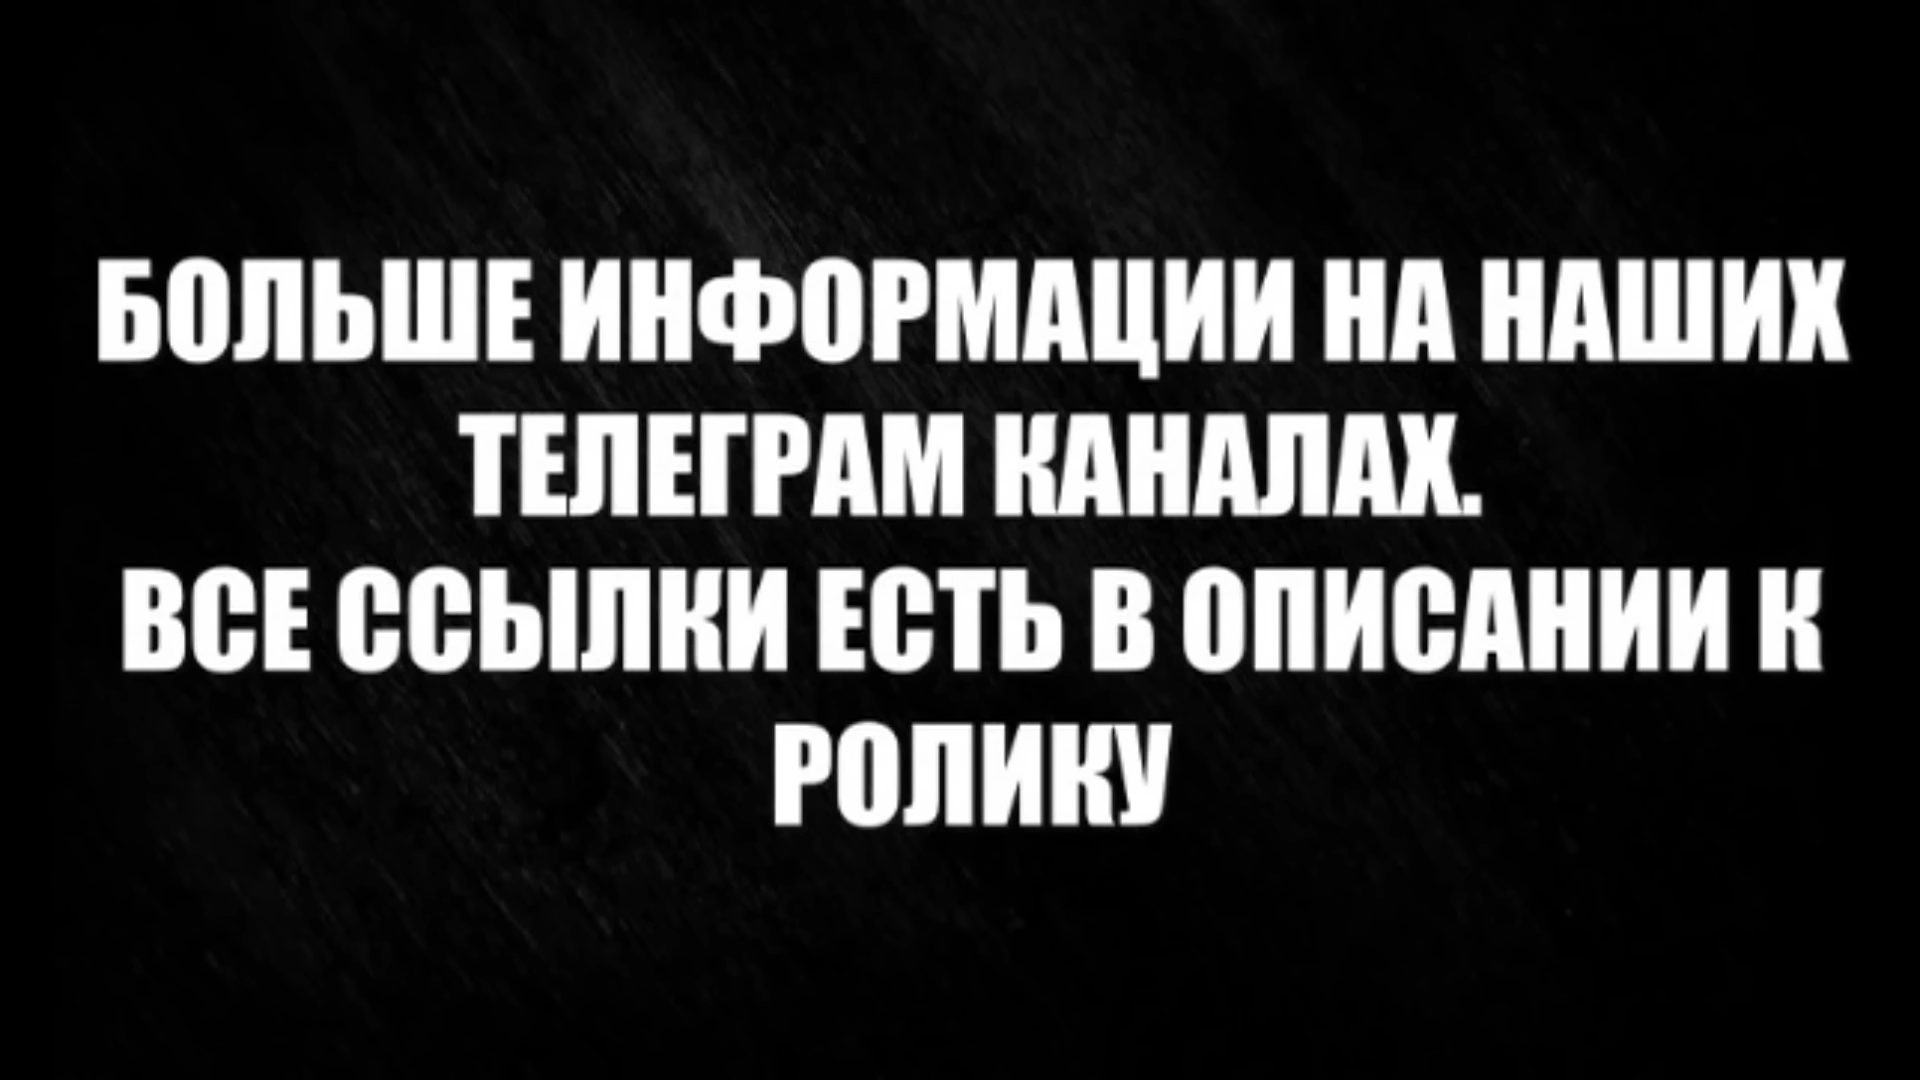 БОЛЬШЕ ИНФОРМАЦИИ НА НАШИХ
ТЕЛЕГРАМ КАНАЛАХ.
ВСЕ ССЫЛКИ ЕСТЬ В ОПИСАНИИ К
РОЛИКУ